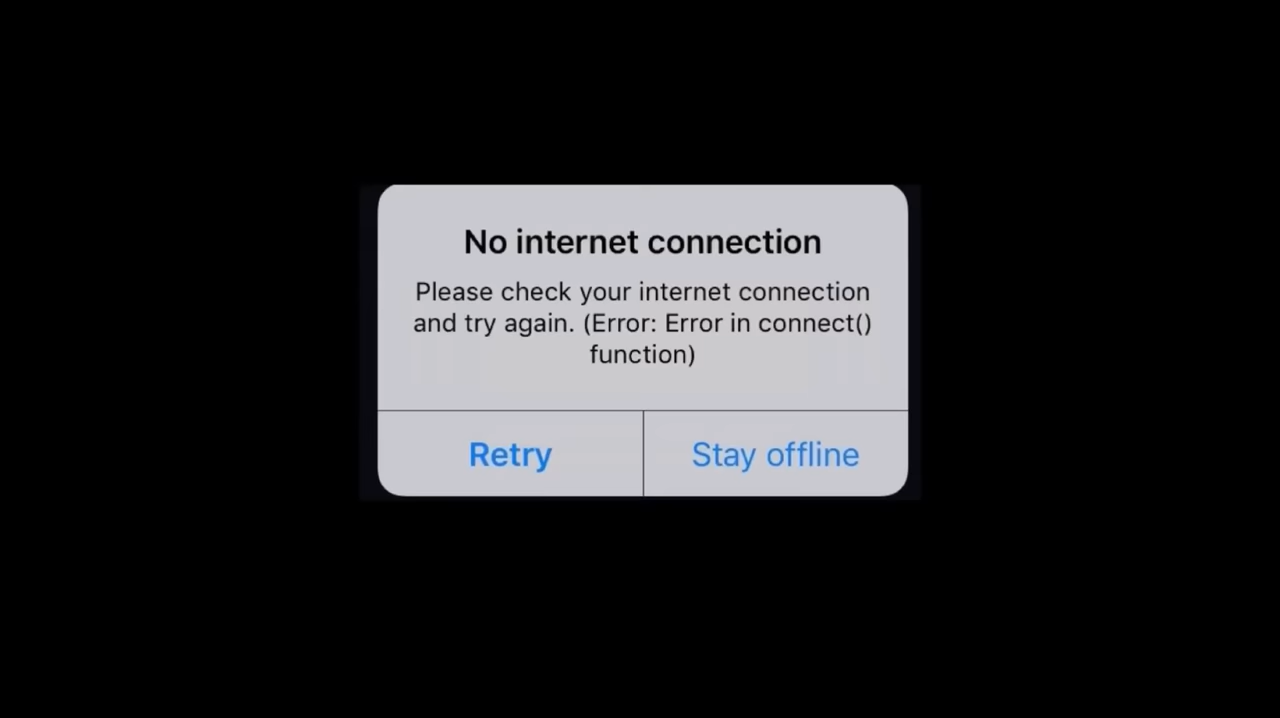 No internet connection
Please check your internet connection
and try again. (Error: Error in connect()
function)
Retry
Stay offline